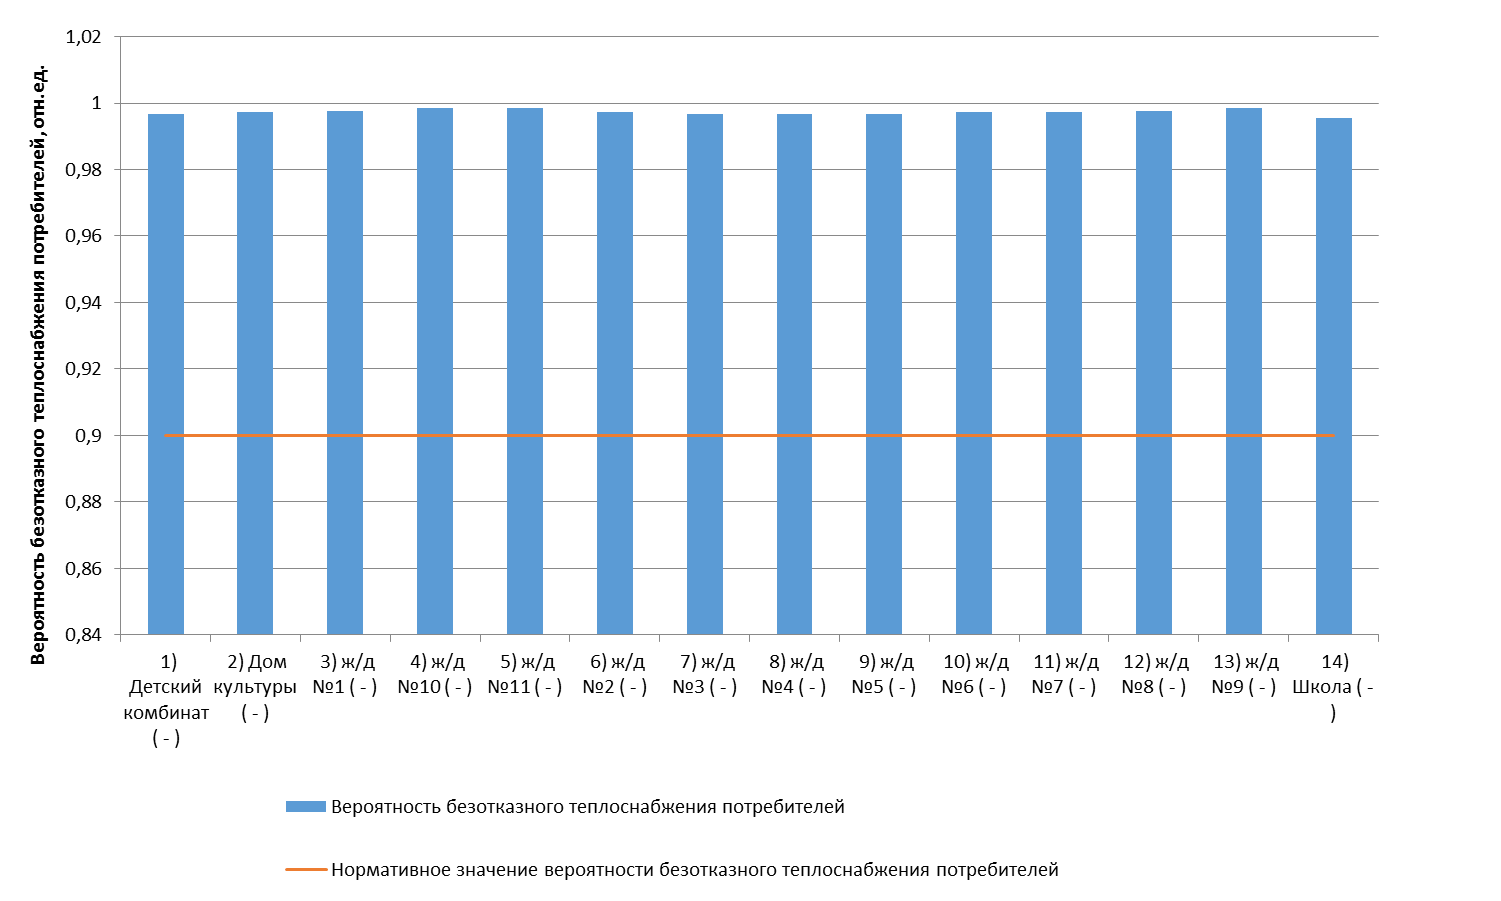 Вероятность безотказного теплоснабжения потребителей, отн.ед.
1,02
1
0,98
0,96
0,94
0,92
0,9
0,88
0,86
0,84
1)
Детский
комбинат
( - )
2) Дом
культуры
( - )
3) ж/д
№1 ( - )
4) ж/д
№10 ( - )
5) ж/д
№11 ( - )
6) ж/д
№2 ( - )
7) ж/д
№3 ( - )
8) ж/д
№4 ( - )
9) ж/д
№5 ( - )
10) ж/д
№6 ( - )
11) ж/д
№7 ( - )
12) ж/д
№8 ( - )
13) ж/д
№9 ( - )
14)
Школа ( -
)
Вероятность безотказного теплоснабжения потребителей
Нормативное значение вероятности безотказного теплоснабжения потребителей